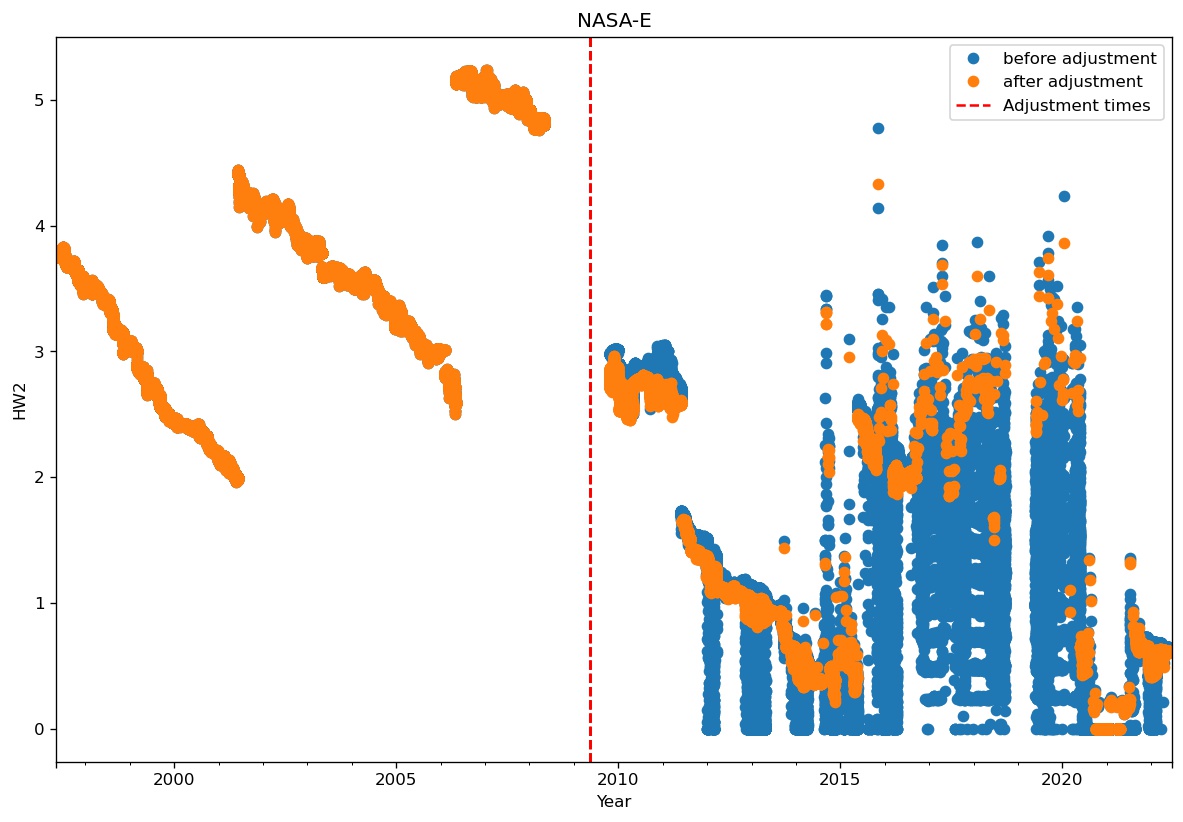 NASA-E
before adjustment
after adjustment
Adjustment times
HW2
5
4
3
2
1
0
2000 2005 2010 2015 2020
Year